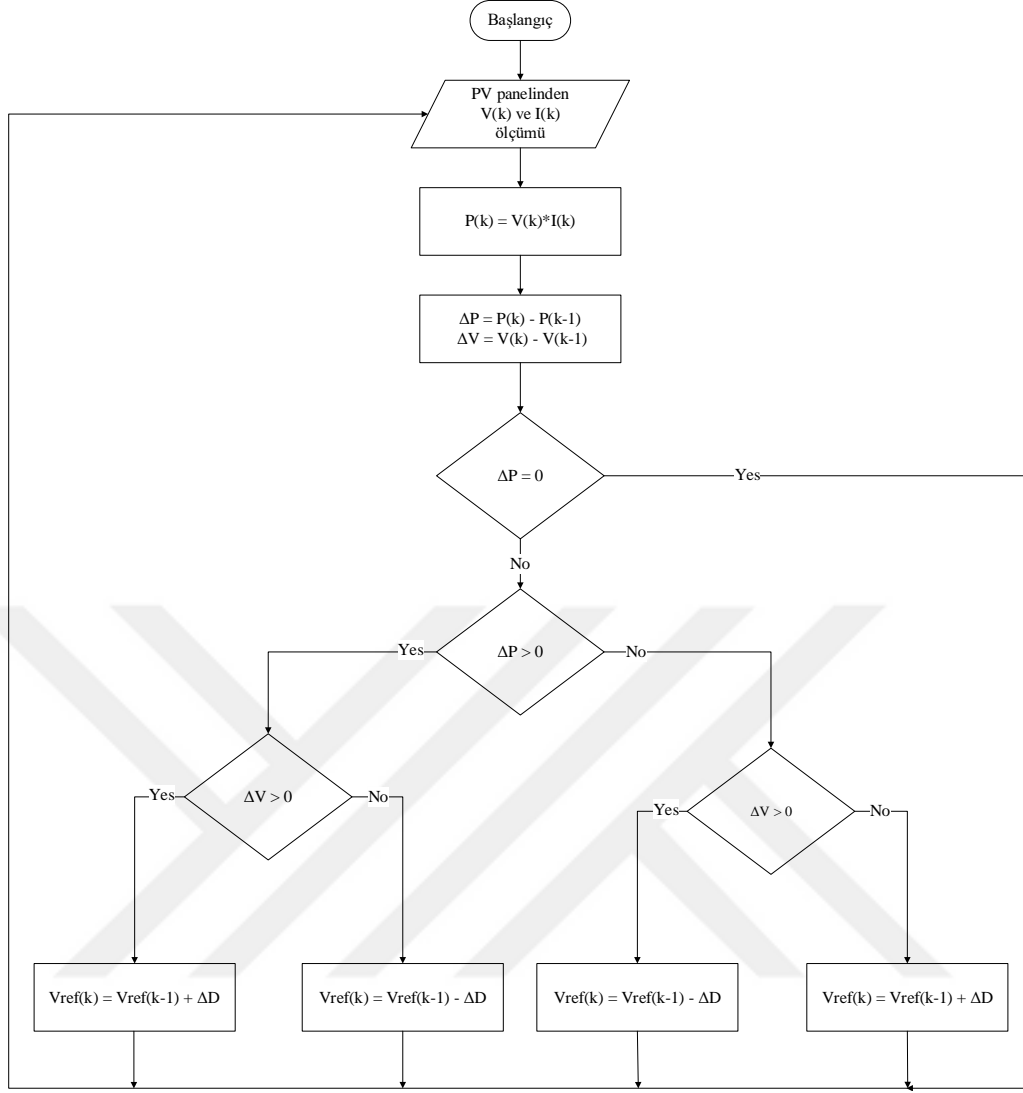 Başlangıç
PV panelinden
V(k) ve I(k)
ölçümü
P(k) = V(k)*I(k)
ΔP = P(k) - P(k-1)
ΔV = V(k) - V(k-1)
ΔP = 0
Yes
No
ΔP > 0
Yes
No
ΔV > 0
Yes
No
ΔV > 0
Yes
No
Vref(k) = Vref(k-1) + ΔD
Vref(k) = Vref(k-1) - ΔD
Vref(k) = Vref(k-1) - ΔD
Vref(k) = Vref(k-1) + ΔD